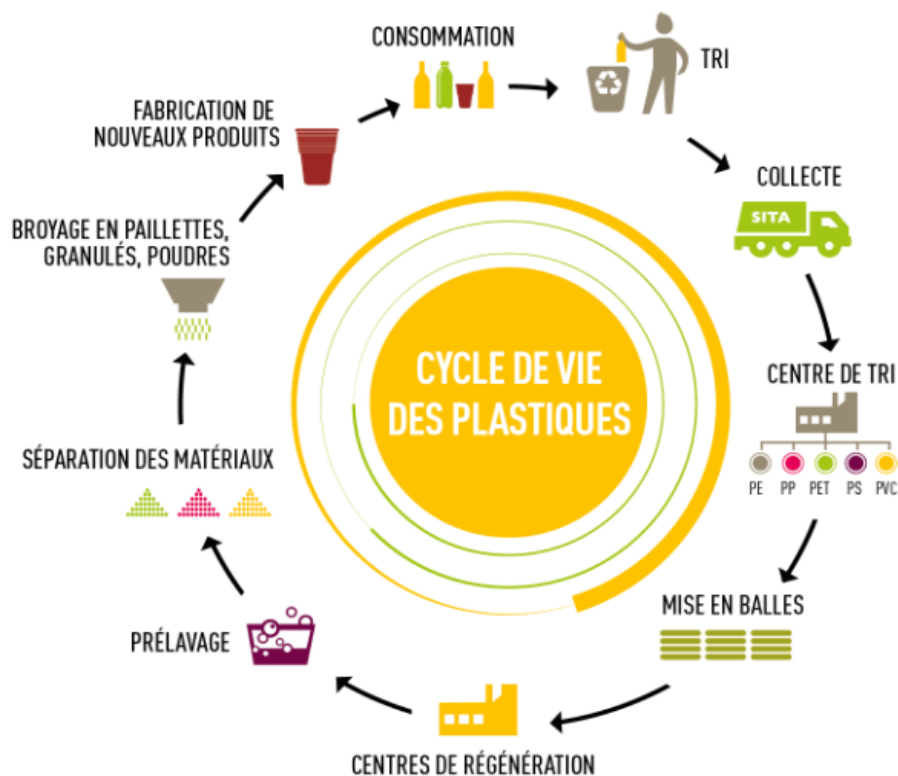 CONSOMMATION
TRI
COLLECTE
SITA
CENTRE DE TRI
PE PP PET PS PVC
MISE EN BALLES
CENTRES DE RÉGÉNÉRATION
PRÉLAVAGE
SÉPARATION DES MATÉRIAUX
BROYAGE EN PAILLETTES,
GRANULÉS, POUDRES
FABRICATION DE
NOUVEAUX PRODUITS
CYCLE DE VIE
DES PLASTIQUES